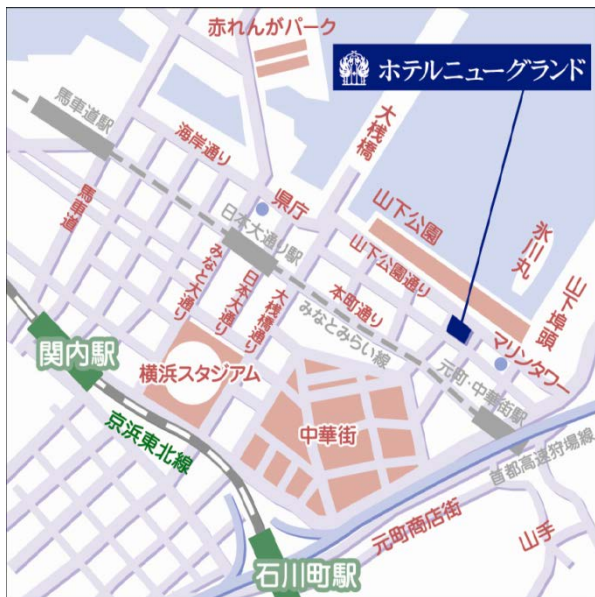 赤れんがパーク
ホテルニューグランド
馬車道駅
海岸通り
大桟橋
馬車道
県庁
山下公園
氷川丸
日本大通り駅
山下公園通り
山下埠頭
みなと大通り
日本大通り
大桟橋通り
本町通り
みなとみらい線
マリンタワー
関内駅
横浜スタジアム
元町・中華街駅
京浜東北線
中華街
首都高速狩場線
元町商店街
山手
石川町駅